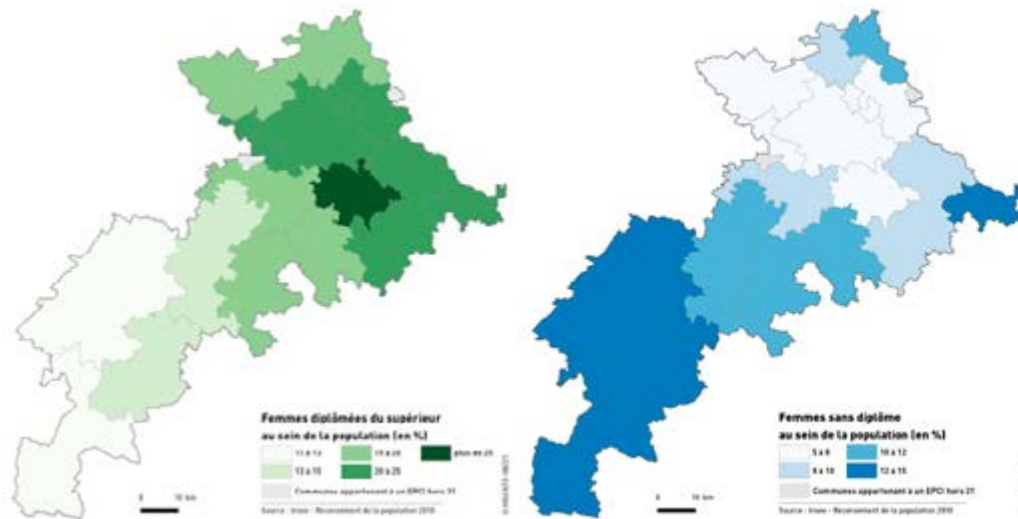 Femmes diplômées du supérieur
au sein de la population (en %)
11 à 13
13 à 15
15 à 20
20 à 25
plus de 25
Communes appartenant à un EPCI hors 31
0 10 km
Source : Insee - Recensement de la population 2018
Femmes sans diplôme
au sein de la population (en %)
5 à 8
8 à 10
10 à 12
12 à 15
Communes appartenant à un EPCI hors 31
0 10 km
Source : Insee - Recensement de la population 2018